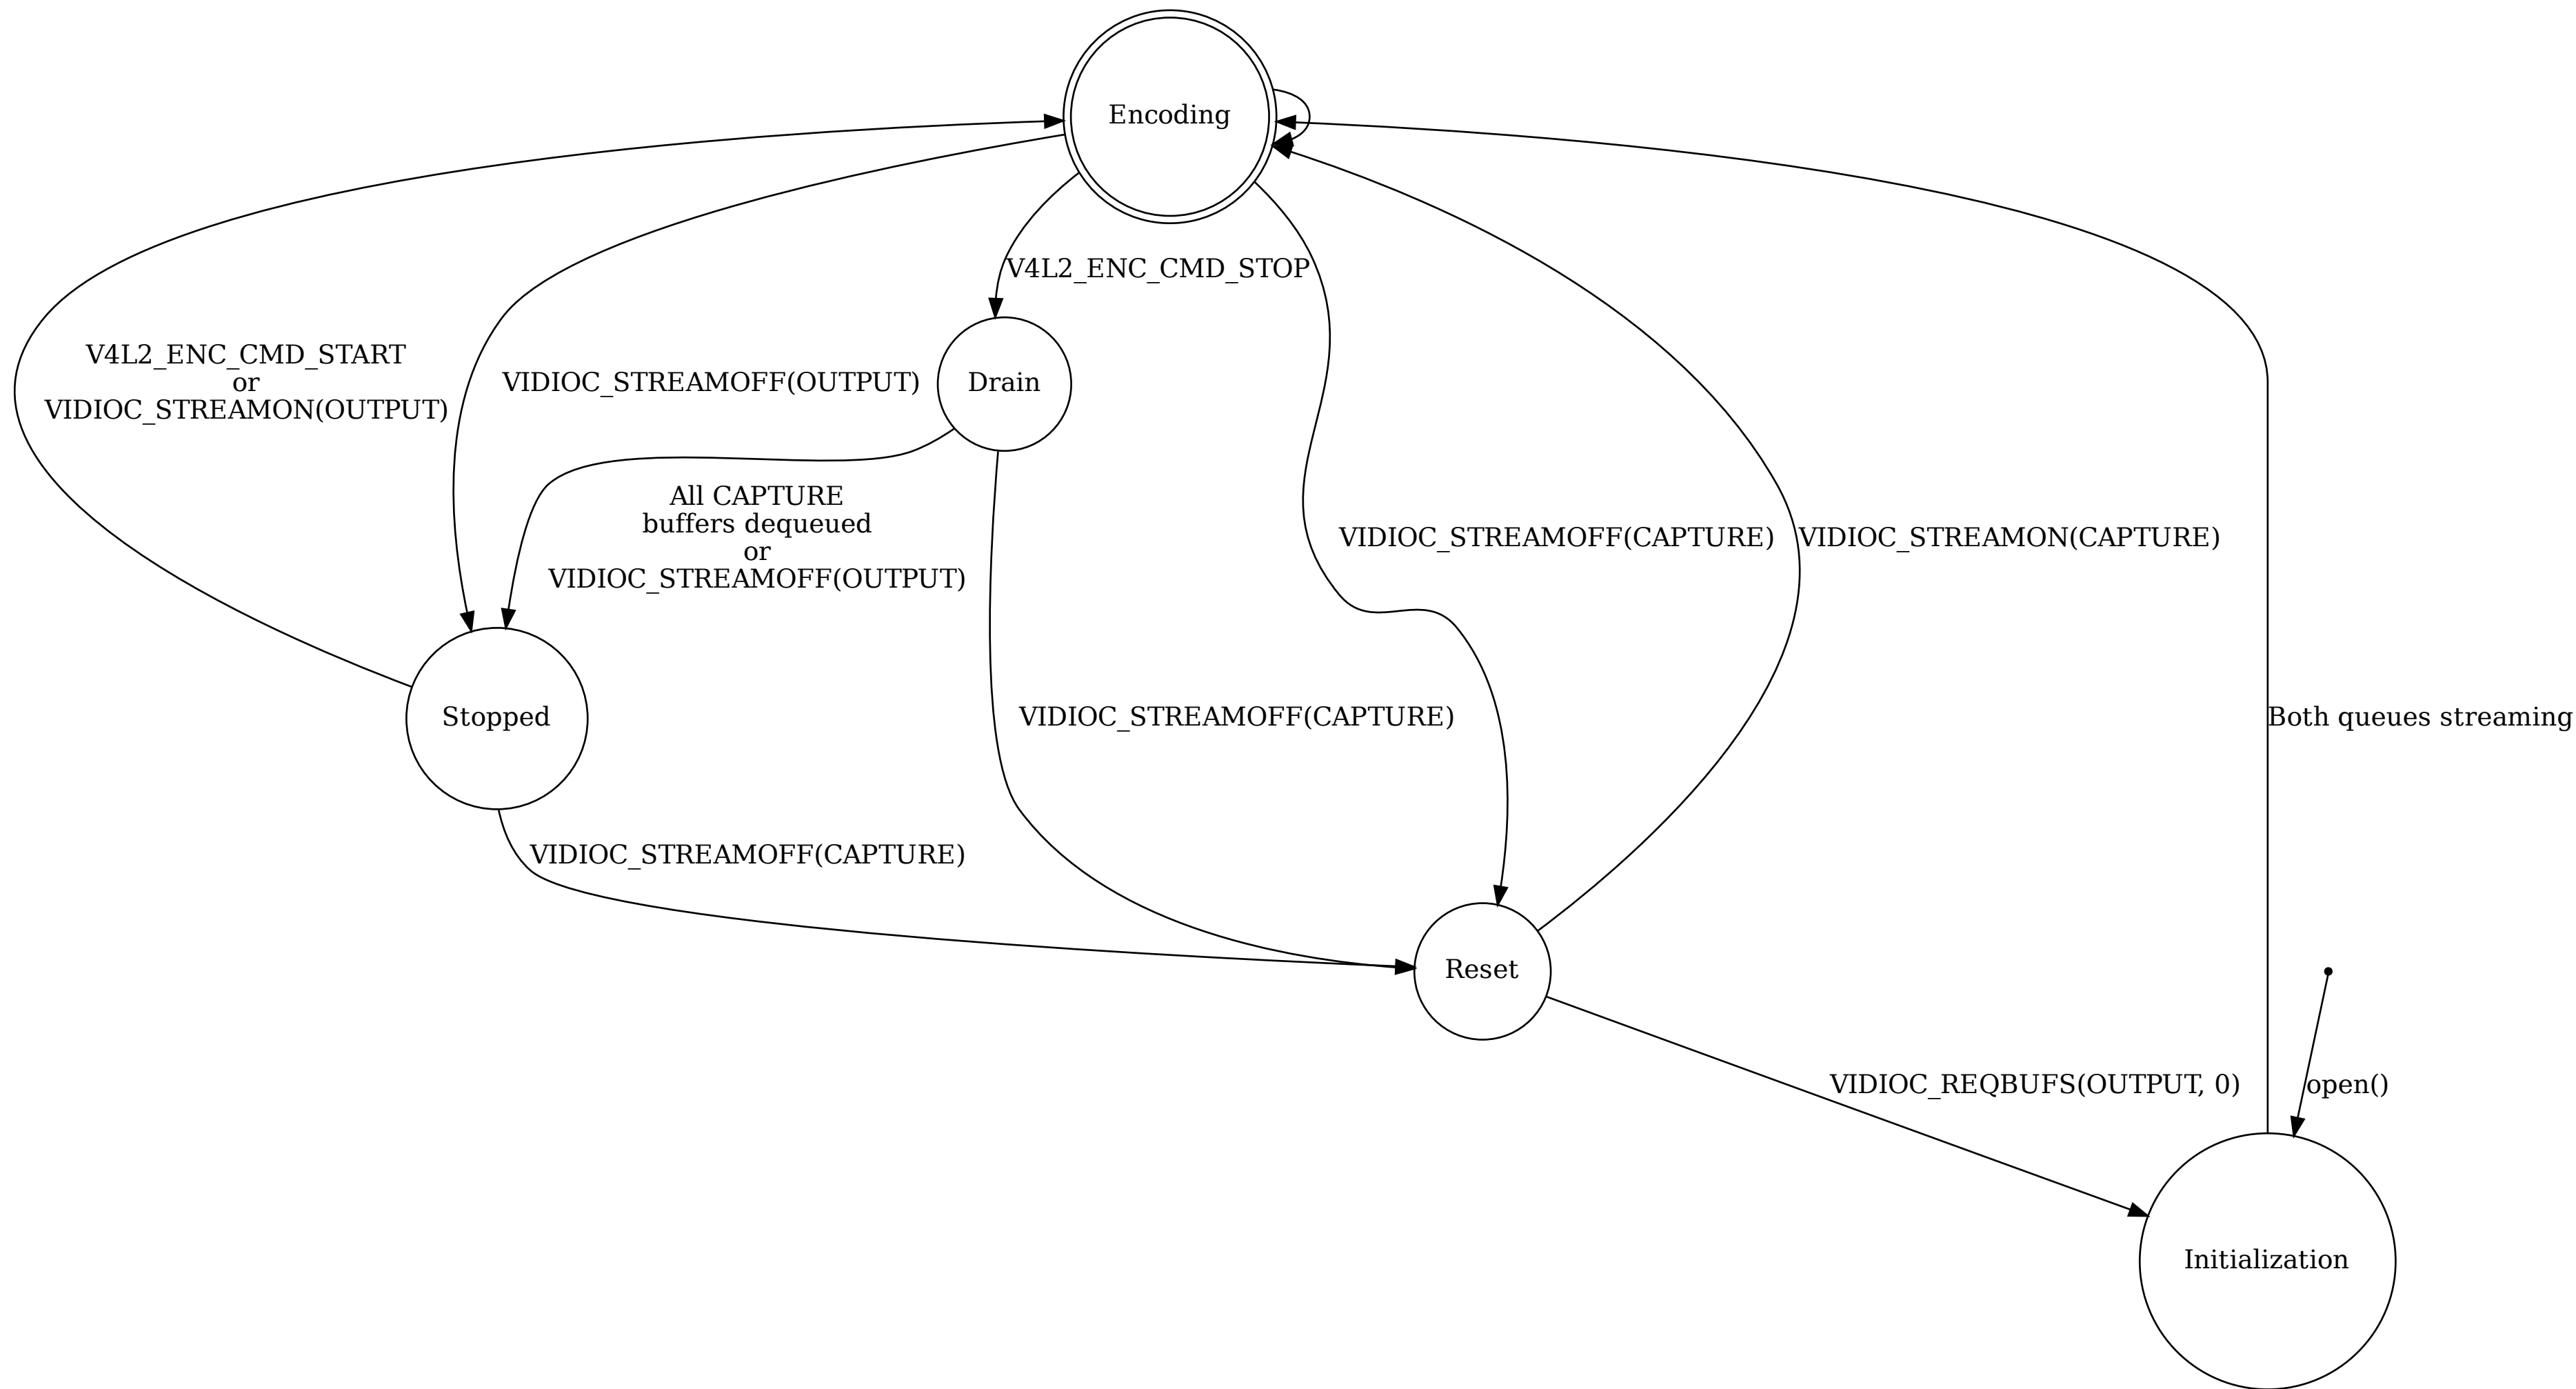 Encoding
V4L2_ENC_CMD_STOP
V4L2_ENC_CMD_START
or
VIDIOC_STREAMON(OUTPUT)
VIDIOC_STREAMOFF(OUTPUT)
Drain
All CAPTURE
buffers dequeued
or
VIDIOC_STREAMOFF(OUTPUT)
VIDIOC_STREAMOFF(CAPTURE)
VIDIOC_STREAMON(CAPTURE)
Stopped
VIDIOC_STREAMOFF(CAPTURE)
Both queues streaming
VIDIOC_STREAMOFF(CAPTURE)
Reset
VIDIOC_REQBUFS(OUTPUT, 0)
open()
Initialization